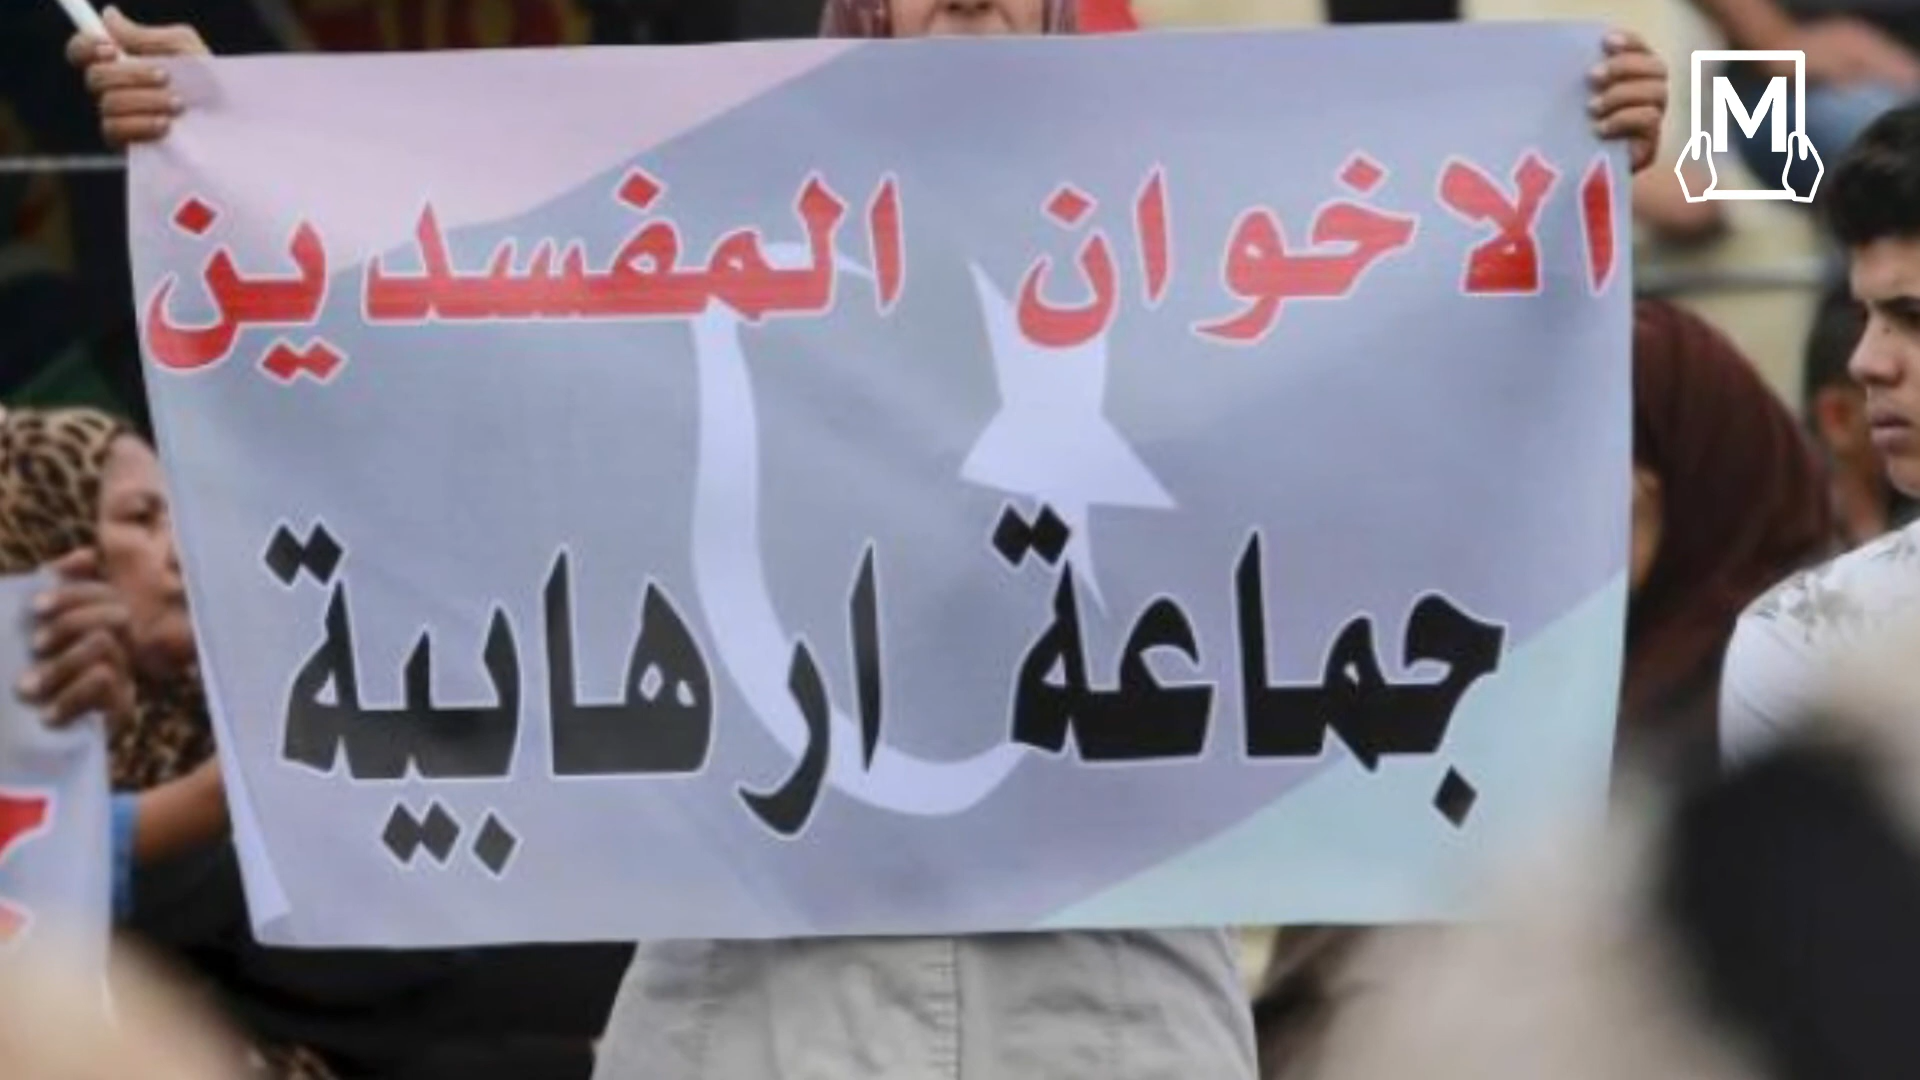 الاخوان المفسدين
جماعة ارهابية
M